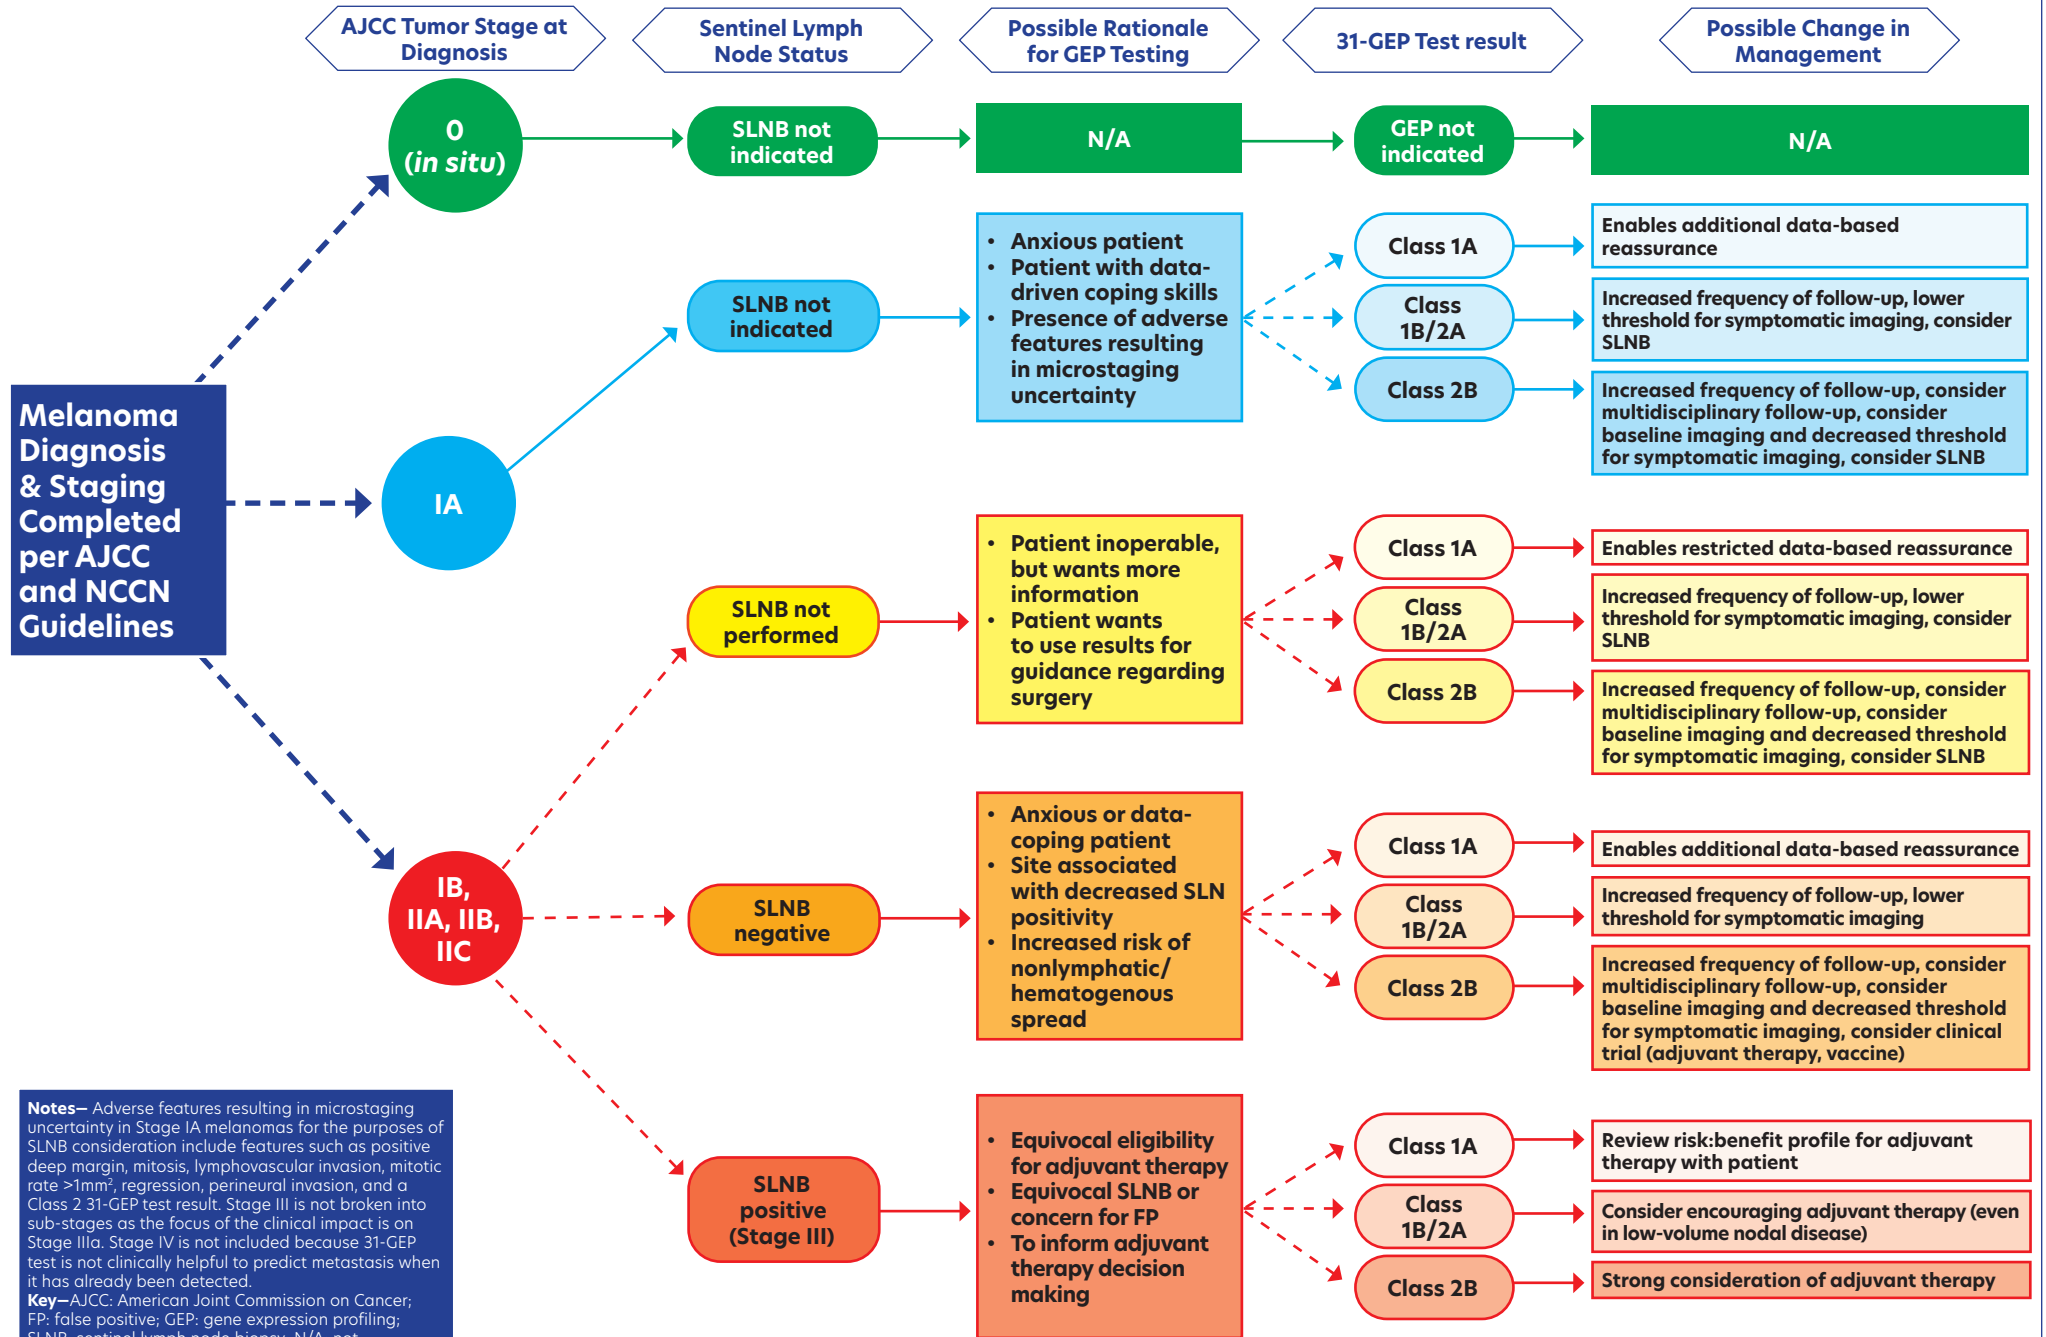 AJCC Tumor Stage at
Diagnosis
Sentinel Lymph
Node Status
Possible Rationale
for GEP Testing
31-GEP Test result
Possible Change in
Management
Melanoma
Diagnosis
& Staging
Completed
per AJCC
and NCCN
Guidelines
0
(in situ)
SLNB not
indicated
N/A
GEP not
indicated
N/A
IA
SLNB not
indicated
• Anxious patient
• Patient with data-
driven coping skills
• Presence of adverse
features resulting
in microstaging
uncertainty
Class 1A
Enables additional data-based
reassurance
Class
1B/2A
Increased frequency of follow-up, lower
threshold for symptomatic imaging, consider
SLNB
Class 2B
Increased frequency of follow-up, consider
multidisciplinary follow-up, consider
baseline imaging and decreased threshold
for symptomatic imaging, consider SLNB
IB,
IIA, IIB,
IIC
SLNB not
performed
• Patient inoperable,
but wants more
information
• Patient wants
to use results for
guidance regarding
surgery
Class 1A
Enables restricted data-based reassurance
Class
1B/2A
Increased frequency of follow-up, lower
threshold for symptomatic imaging, consider
SLNB
Class 2B
Increased frequency of follow-up, consider
multidisciplinary follow-up, consider
baseline imaging and decreased threshold
for symptomatic imaging, consider SLNB
SLNB
negative
• Anxious or data-
coping patient
• Site associated
with decreased SLN
positivity
• Increased risk of
nonlymphatic/
hematogenous
spread
Class 1A
Enables additional data-based reassurance
Class
1B/2A
Increased frequency of follow-up, lower
threshold for symptomatic imaging
Class 2B
Increased frequency of follow-up, consider
multidisciplinary follow-up, consider
baseline imaging and decreased threshold
for symptomatic imaging, consider clinical
trial (adjuvant therapy, vaccine)
SLNB
positive
(Stage III)
• Equivocal eligibility
for adjuvant therapy
• Equivocal SLNB or
concern for FP
• To inform adjuvant
therapy decision
making
Class 1A
Review risk:benefit profile for adjuvant
therapy with patient
Class
1B/2A
Consider encouraging adjuvant therapy (even
in low-volume nodal disease)
Class 2B
Strong consideration of adjuvant therapy
Notes— Adverse features resulting in microstaging
uncertainty in Stage IA melanomas for the purposes of
SLNB consideration include features such as positive
deep margin, mitosis, lymphovascular invasion, mitotic
rate >1mm², regression, perineural invasion, and a
Class 2 31-GEP test result. Stage III is not broken into
sub-stages as the focus of the clinical impact is on
Stage IIIa. Stage IV is not included because 31-GEP
test is not clinically helpful to predict metastasis when
it has already been detected.
Key—AJCC: American Joint Commission on Cancer;
FP: false positive; GEP: gene expression profiling;
SLNB, sentinel lymph node biopsy, N/A, not